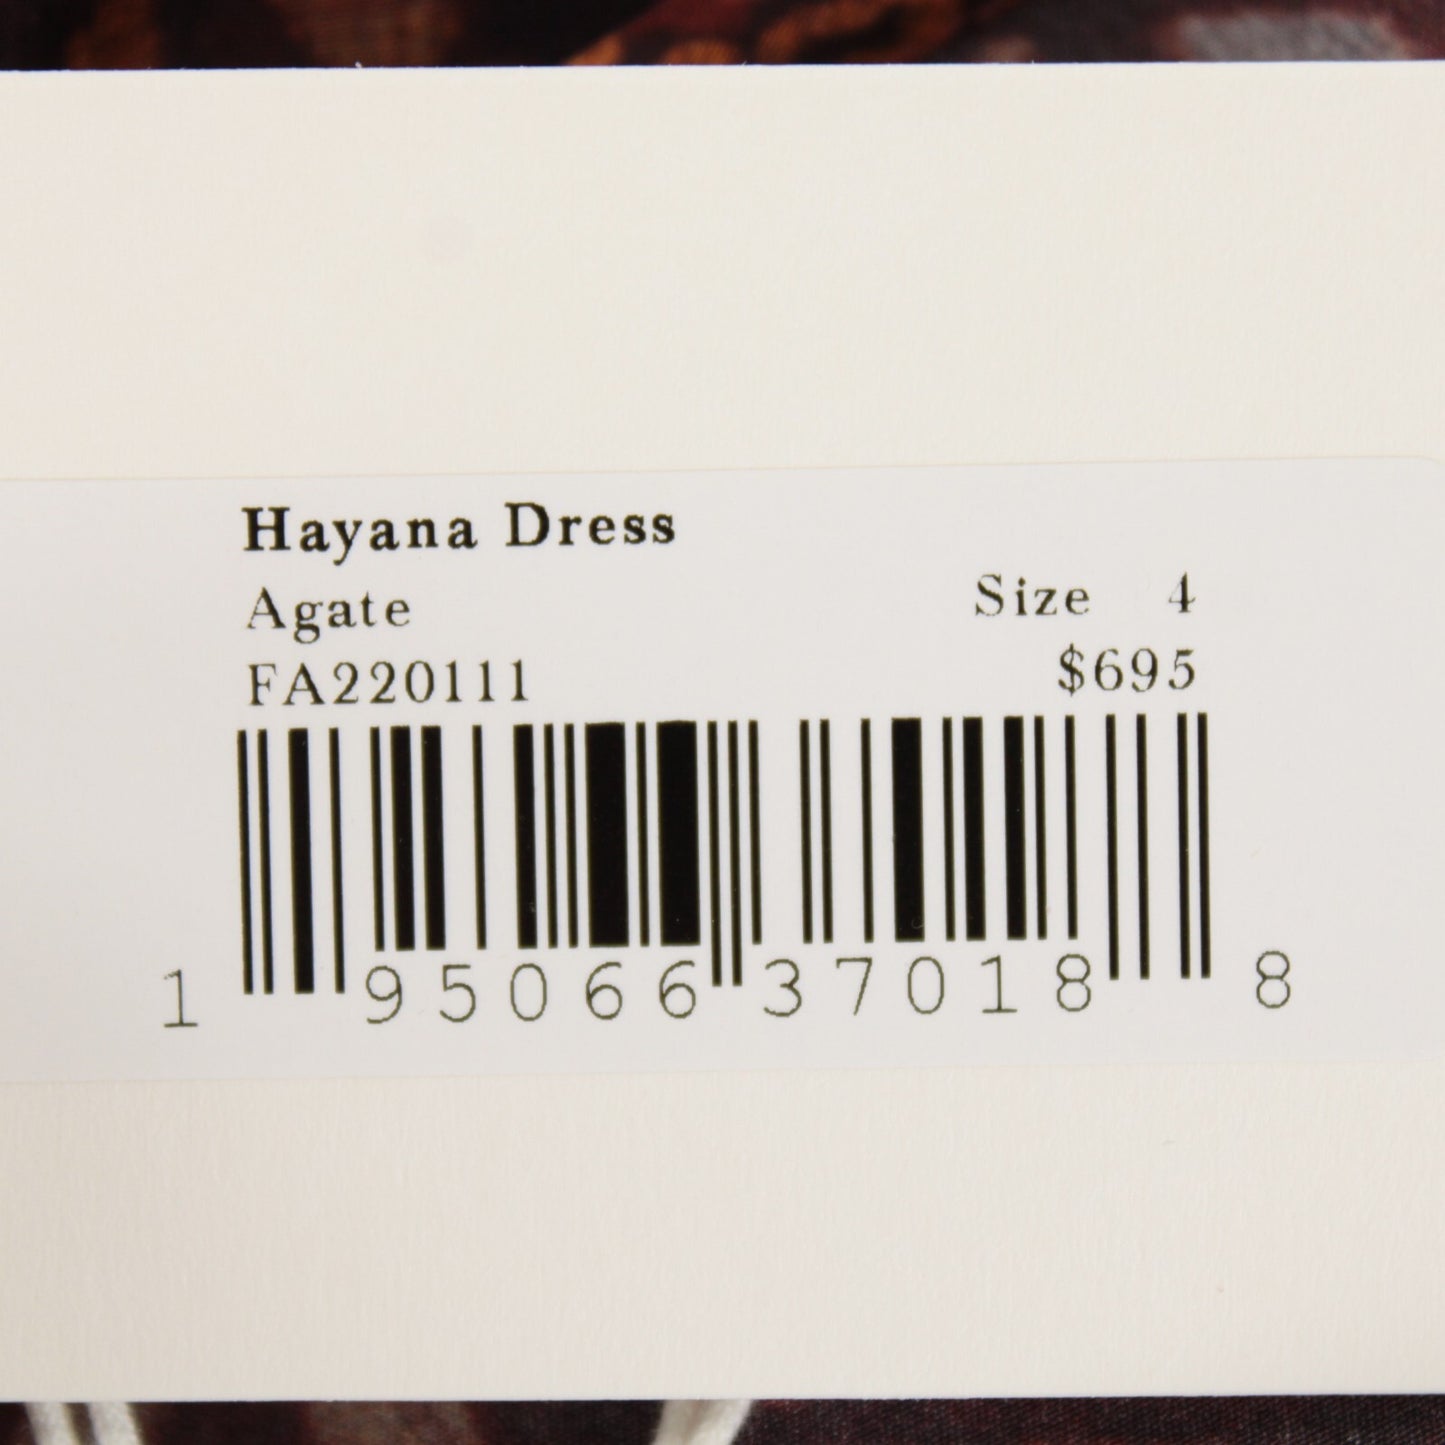 Hayana Dress
Agate Size 4
FA220111 $695
1 95066 37018 8